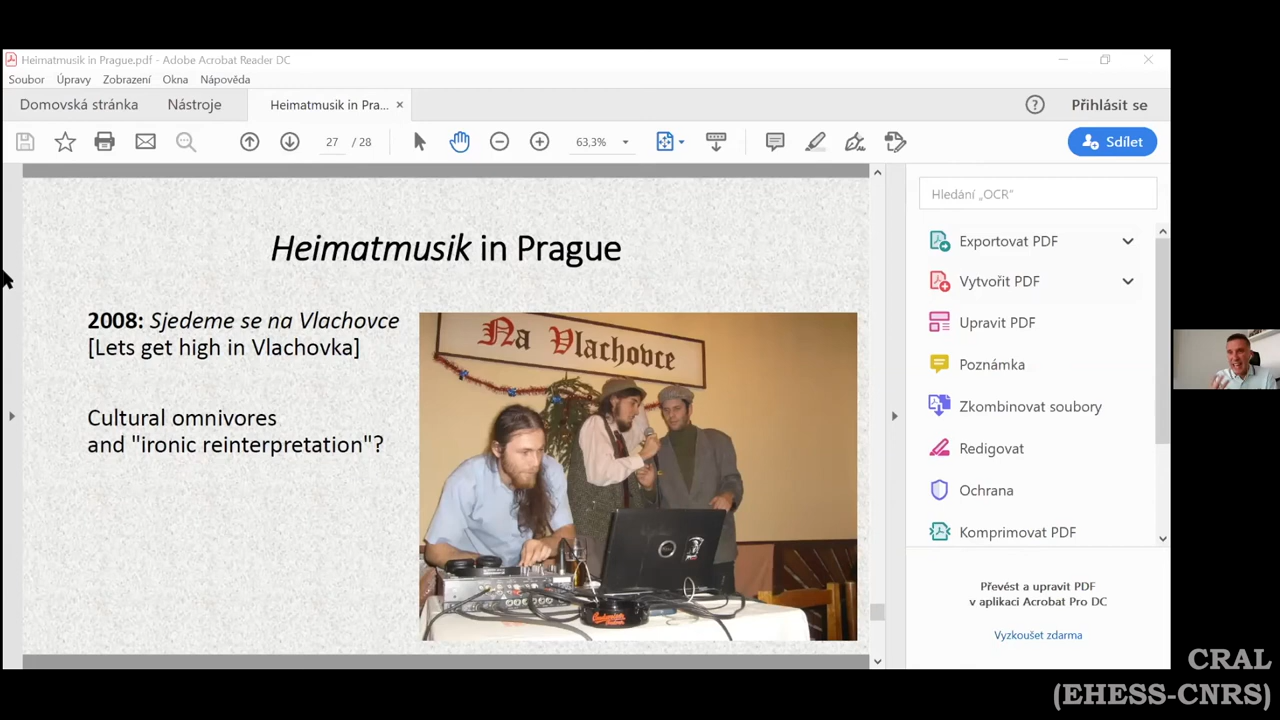 Heimatmusik in Prague.pdf - Adobe Acrobat Reader DC
Soubor Úpravy Zobrazení Okna Nápověda
Domovská stránka Nástroje Heimatmusik in Pra... × Přihlásit se
27 / 28 63,3% Sdílet
Hledání „OCR"
Exportovat PDF
Vytvořit PDF
Upravit PDF
Poznámka
Zkombinovat soubory
Redigovat
Ochrana
Komprimovat PDF
Převést a upravit PDF
v aplikaci Acrobat Pro DC
Vyzkoušet zdarma
Heimatmusik in Prague
2008: Sjedeme se na Vlachovce
[Lets get high in Vlachovka]
Cultural omnivores
and "ironic reinterpretation"?
Na Vlachovce
DELL
CRAL
(EHESS-CNRS)